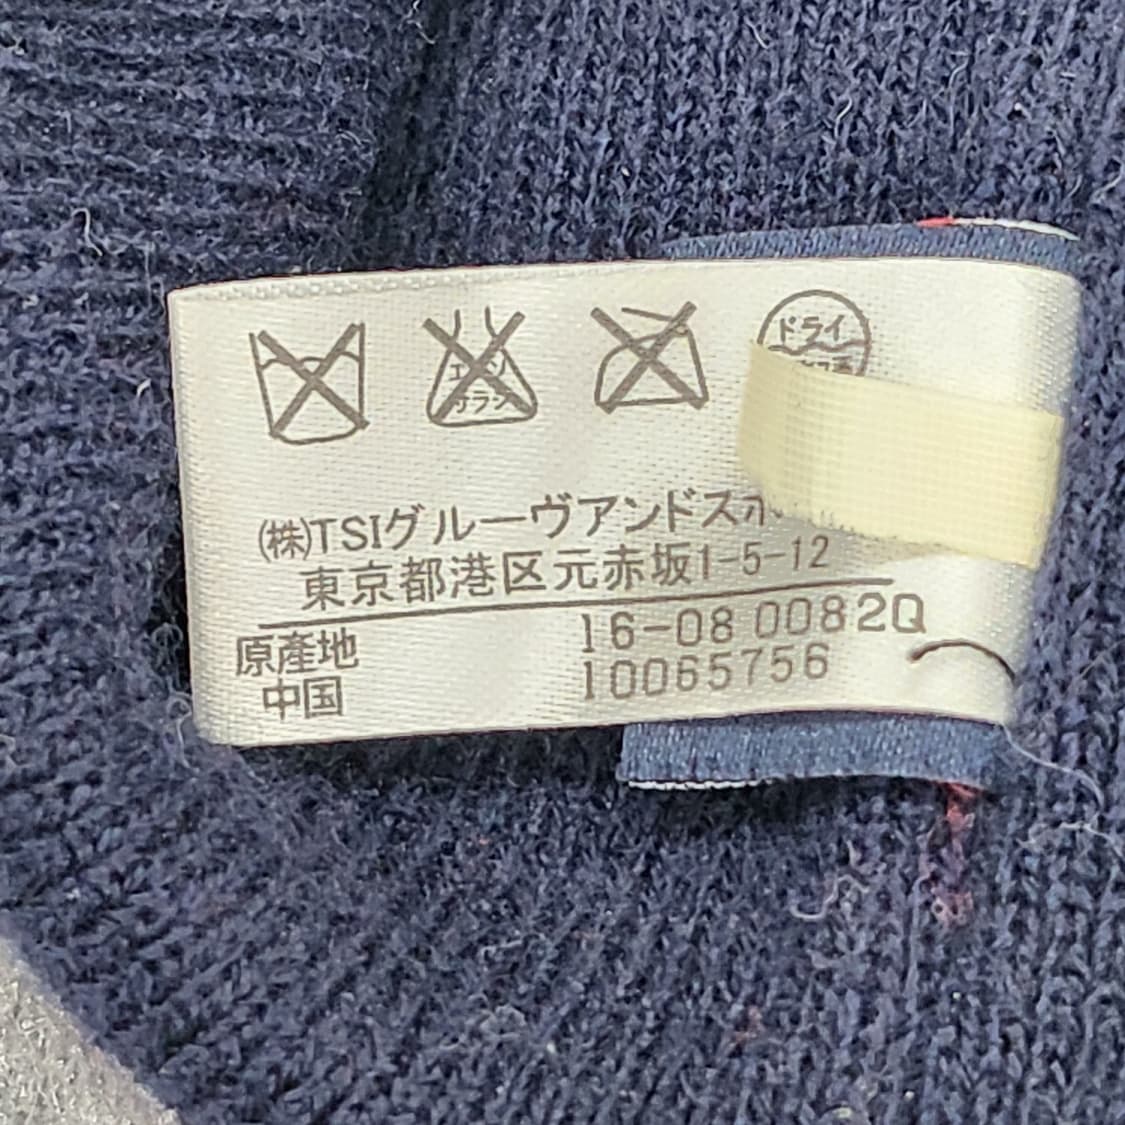 ドライ
エンソ
サラシ
(株)TSIグルーヴアンドスポ
東京都港区元赤坂1-5-12
原産地
中国
16-08 0082Q
10065756